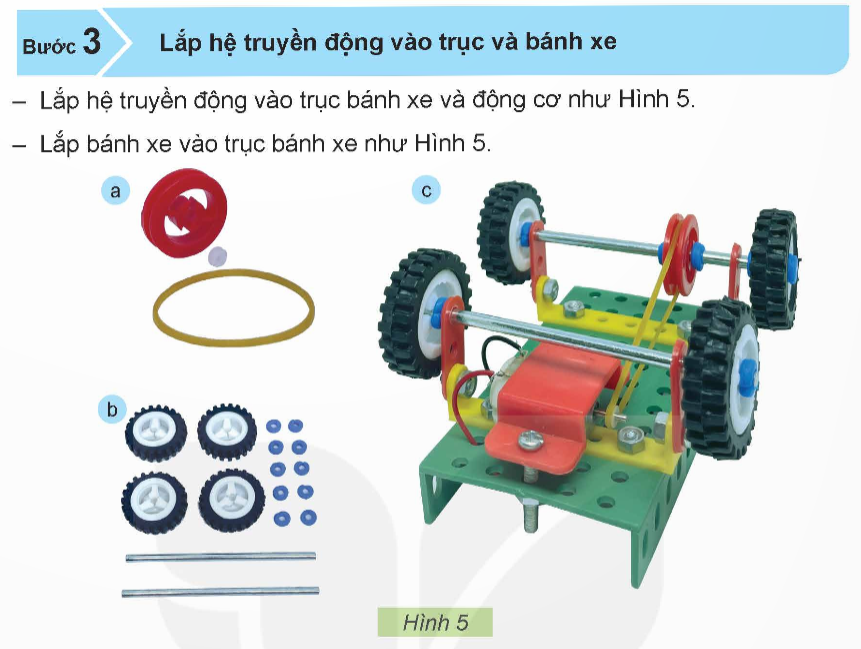 Bước 3
Lắp hệ truyền động vào trục và bánh xe
– Lắp hệ truyền động vào trục bánh xe và động cơ như Hình 5.
– Lắp bánh xe vào trục bánh xe như Hình 5.
a
c
b
Hình 5